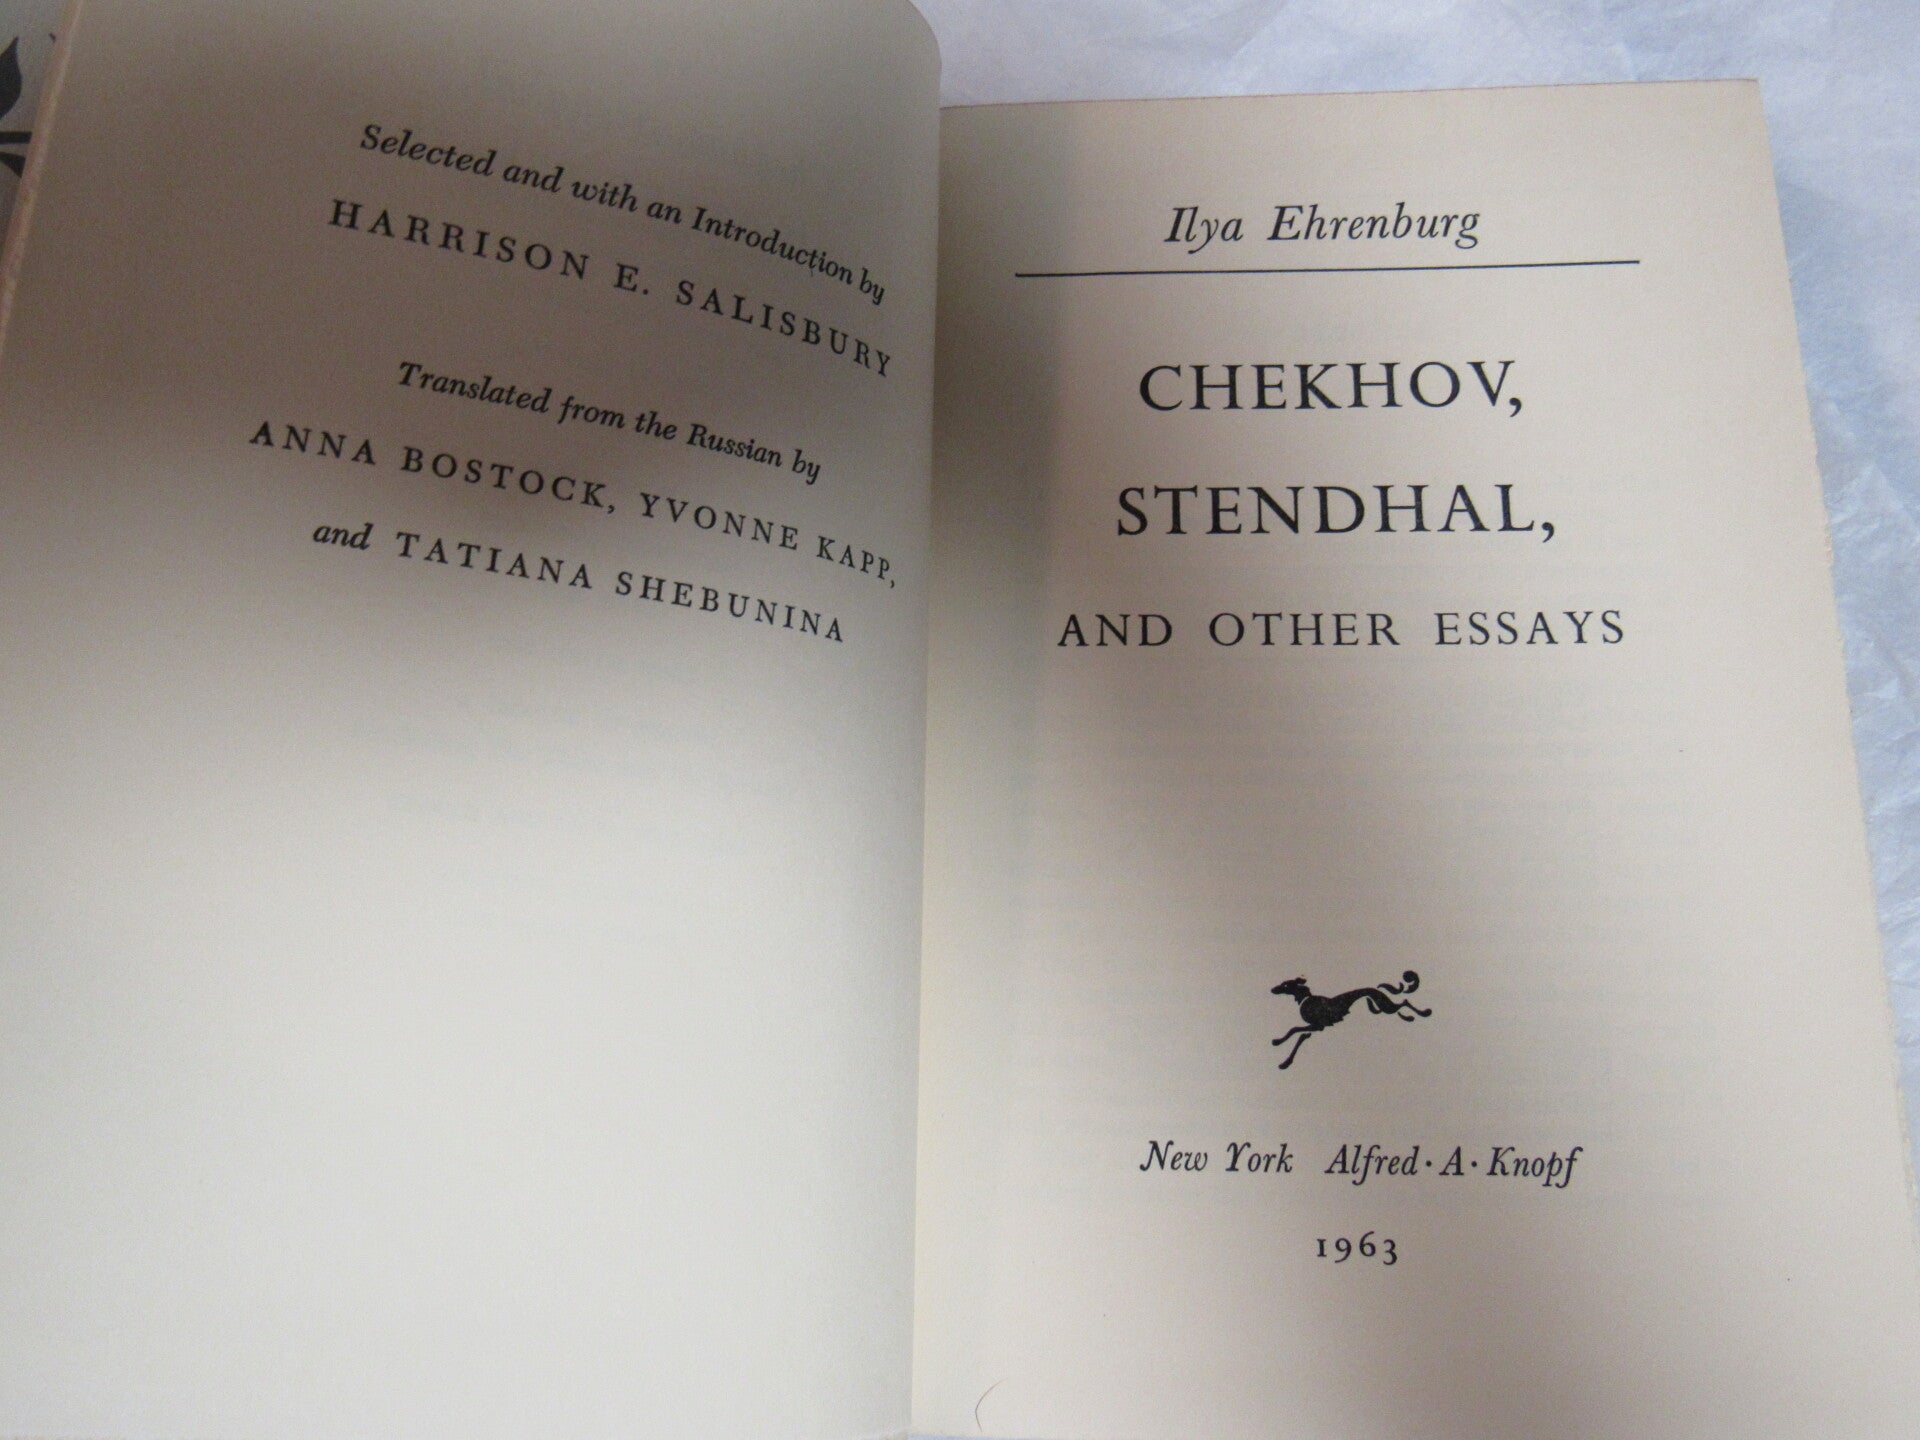 Selected and with an Introduction by
HARRISON E. SALISBURY
Translated from the Russian by
ANNA BOSTOCK, YVONNE KAPP,
and TATIANA SHEBUNINA
Ilya Ehrenburg
CHEKHOV,
STENDHAL,
AND OTHER ESSAYS
New York Alfred · A · Knopf
1963